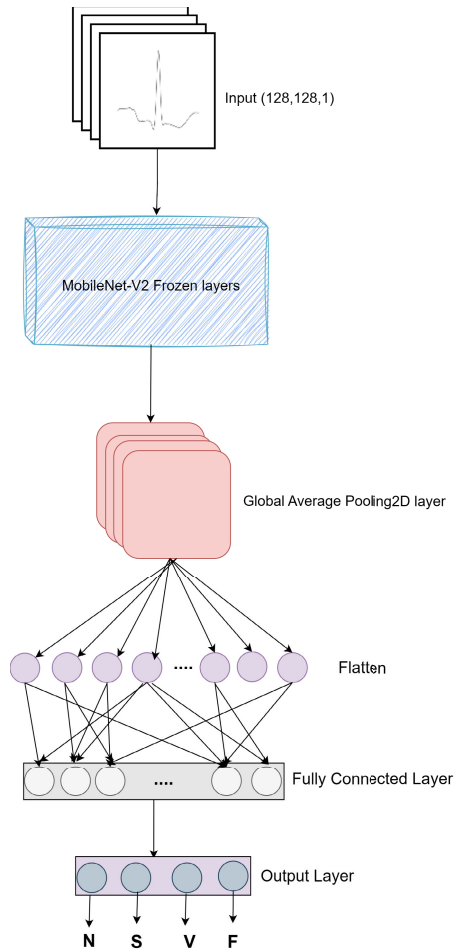 Input (128,128,1)
MobileNet-V2 Frozen layers
Global Average Pooling2D layer
....
Flatten
....
Fully Connected Layer
Output Layer
N S V F